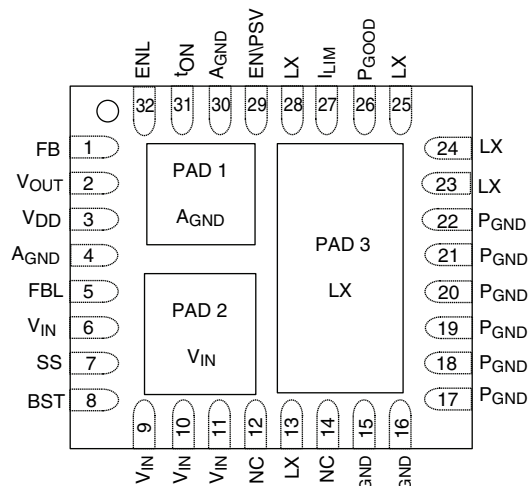 ENL
tON
AGND
EN\PSV
LX
ILIM
PGOOD
LX
32
31
30
29
28
27
26
25
FB 1
VOUT 2
VDD 3
AGND 4
FBL 5
VIN 6
SS 7
BST 8
PAD 1
AGND
PAD 2
VIN
PAD 3
LX
24 LX
23 LX
22 PGND
21 PGND
20 PGND
19 PGND
18 PGND
17 PGND
9
10
11
12
13
14
15
16
VIN
VIN
VIN
NC
LX
NC
GND
GND